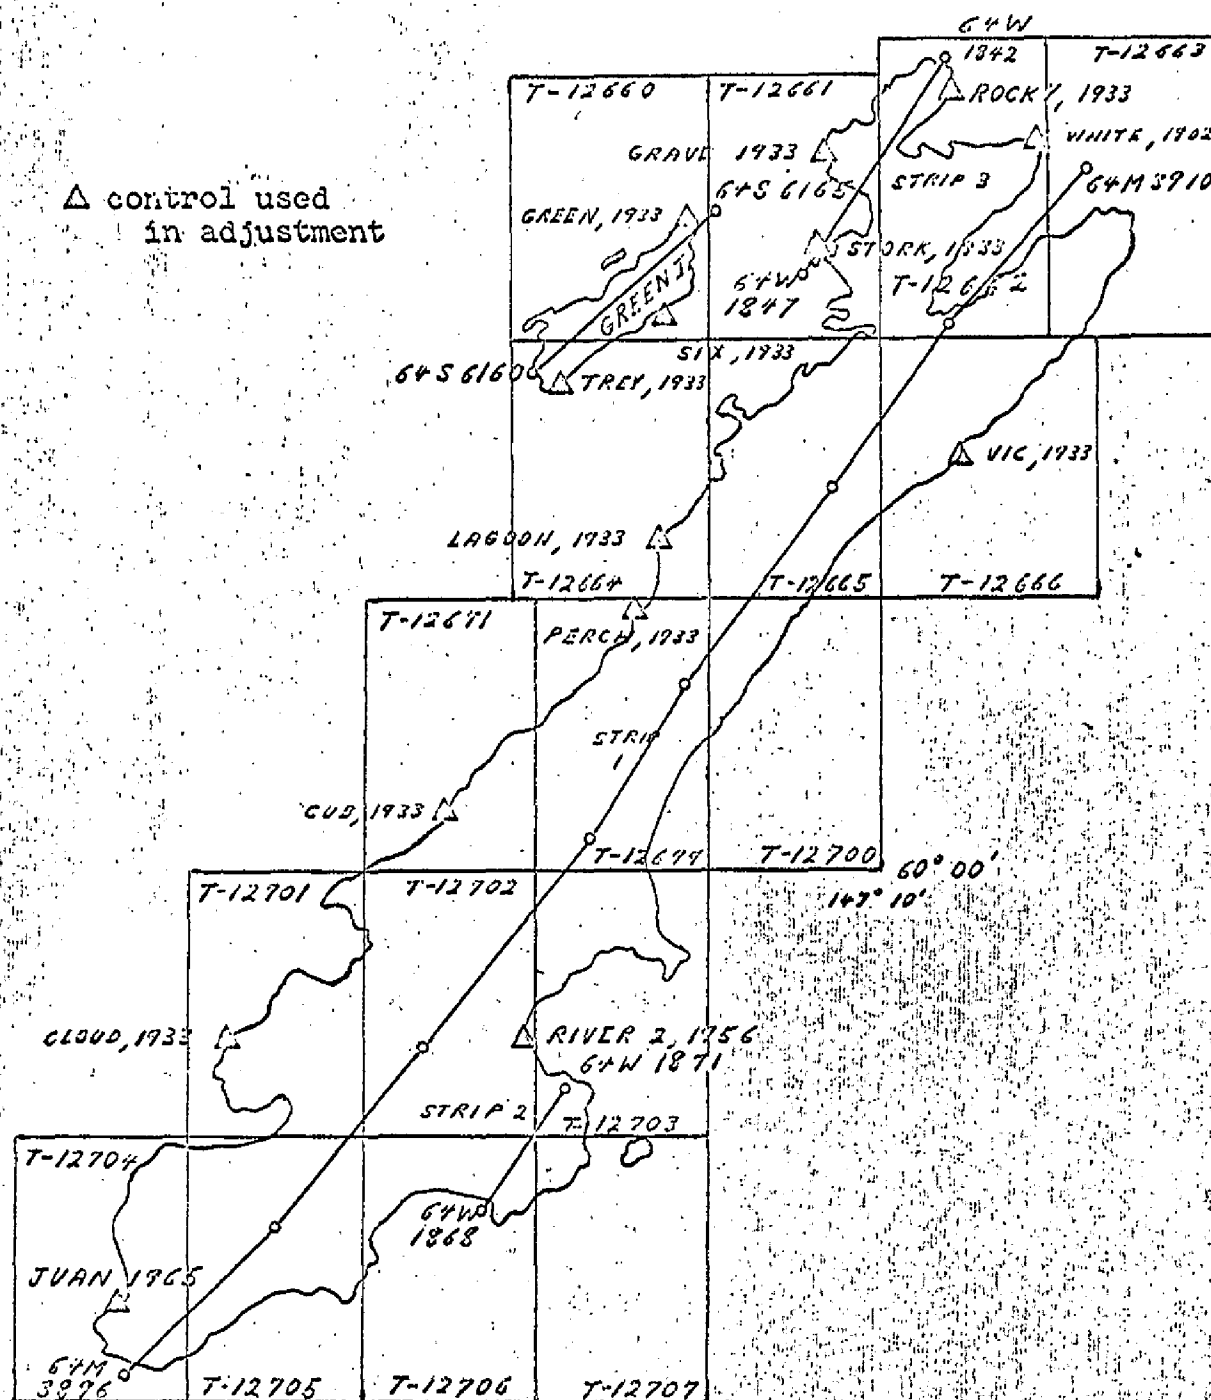 64W
1842
T-12663
T-12660
T-12661
ROCKY, 1933
GRAVE 1933
WHITE, 1902
64S 6165
STRIP 3
64M 8910
△ control used
in adjustment
GREEN, 1933
STORK, 1933
GREEN I
64W
1847
T-12662
SIX, 1933
64S 6160
TREY, 1933
VIC, 1933
LAGOON, 1933
T-12664
T-12665
T-12666
T-12671
PERCH, 1933
STRIP
1
CUD, 1933
T-12699
T-12700
60° 00'
147° 10'
T-12701
T-12702
CLOUD, 1933
RIVER 2, 1956
64W 1871
STRIP 2
T-12703
T-12704
64W
1868
JUAN 1965
64M
3896
T-12705
T-12706
T-12707